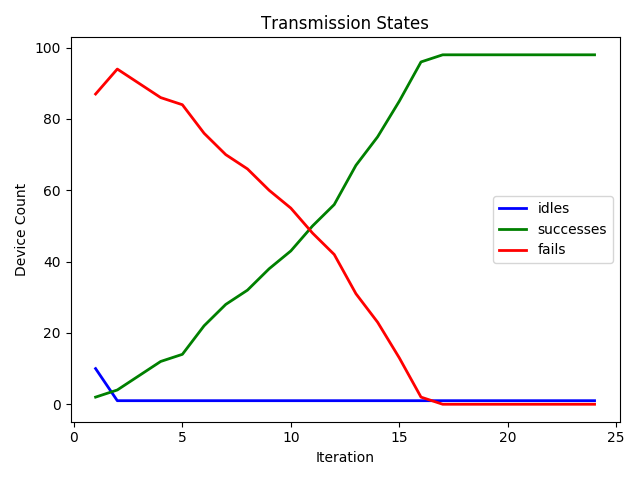 Transmission States
100
80
60
40
20
0
Device Count
idles
successes
fails
0 5 10 15 20 25
Iteration